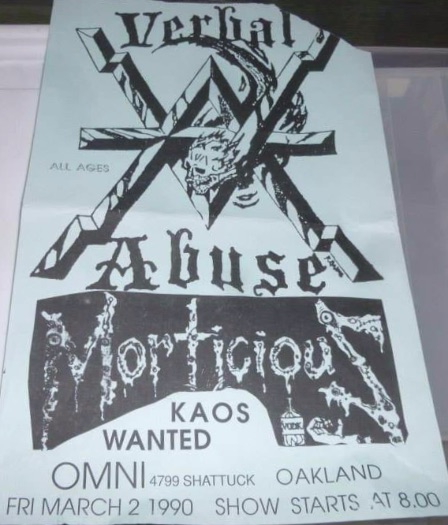 Verbal
ALL AGES
Abuse
Morticious
KAOS
WANTED
OMNI 4799 SHATTUCK OAKLAND
FRI MARCH 2 1990 SHOW STARTS AT 8.00